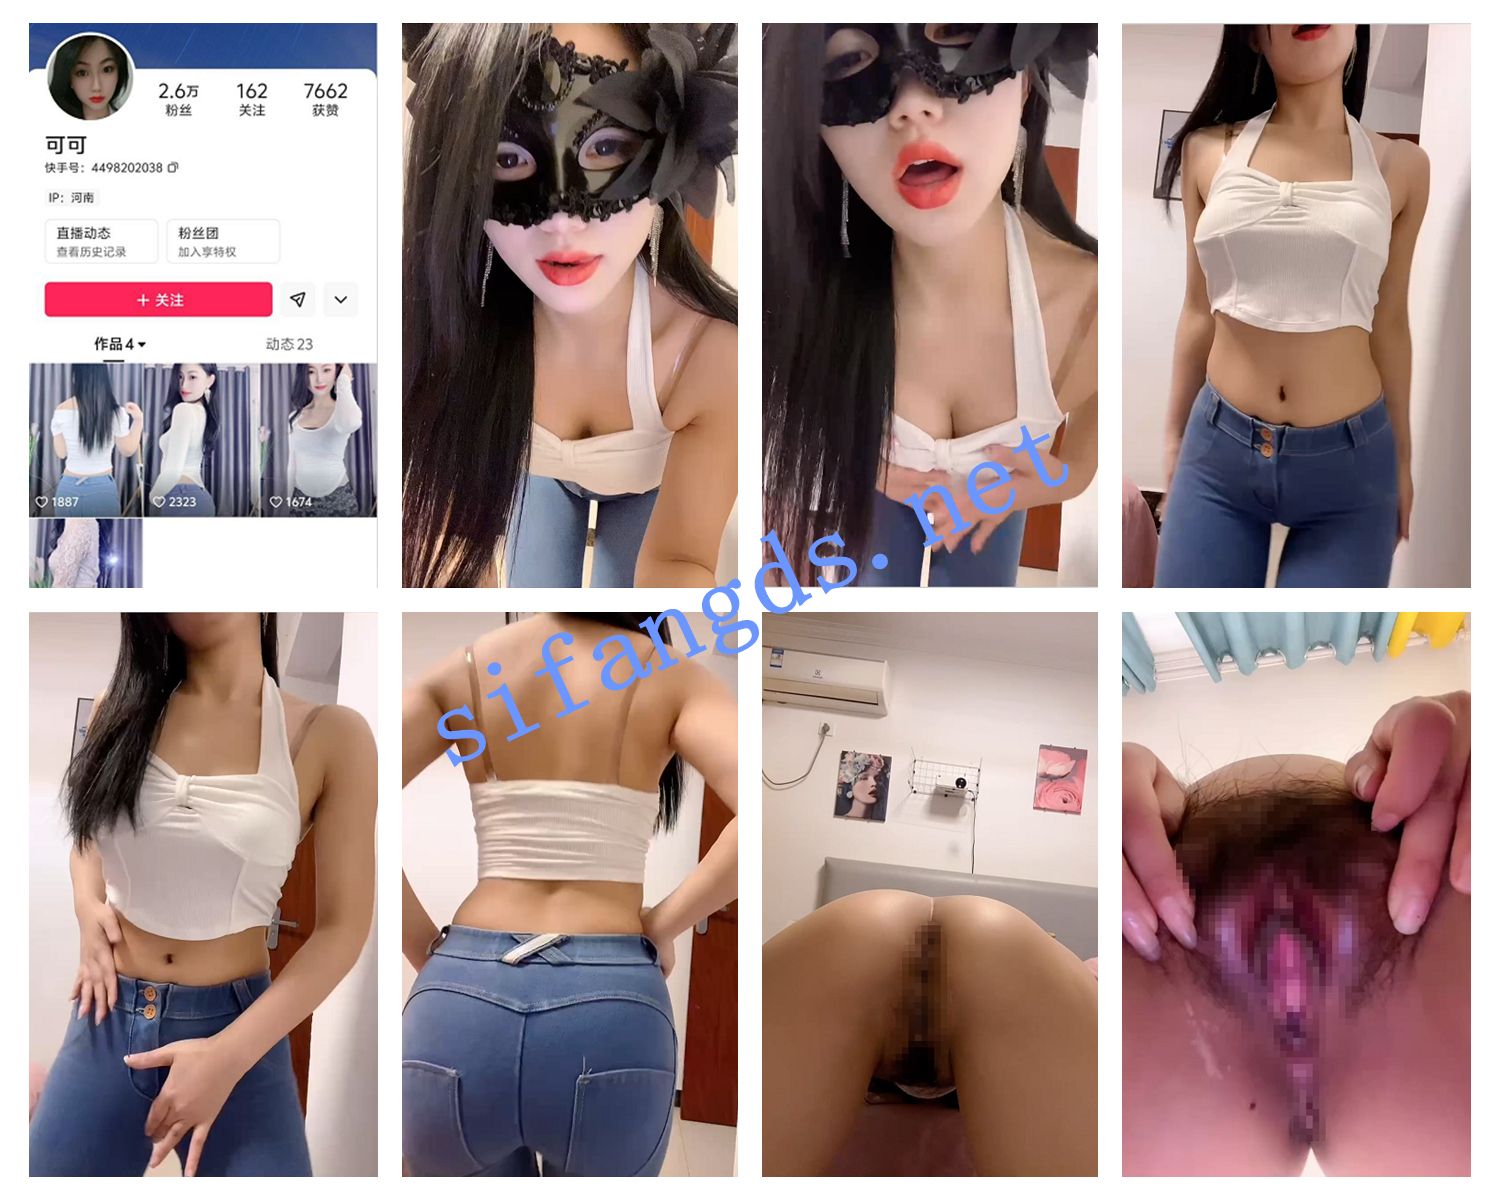 2.6万 162 7662
粉丝 关注 获赞
可可
快手号：4498202038
IP：河南
直播动态 粉丝团
查看历史记录 加入享特权
+ 关注
作品 4 动态 23
1887 2323 1674
sifangds.net